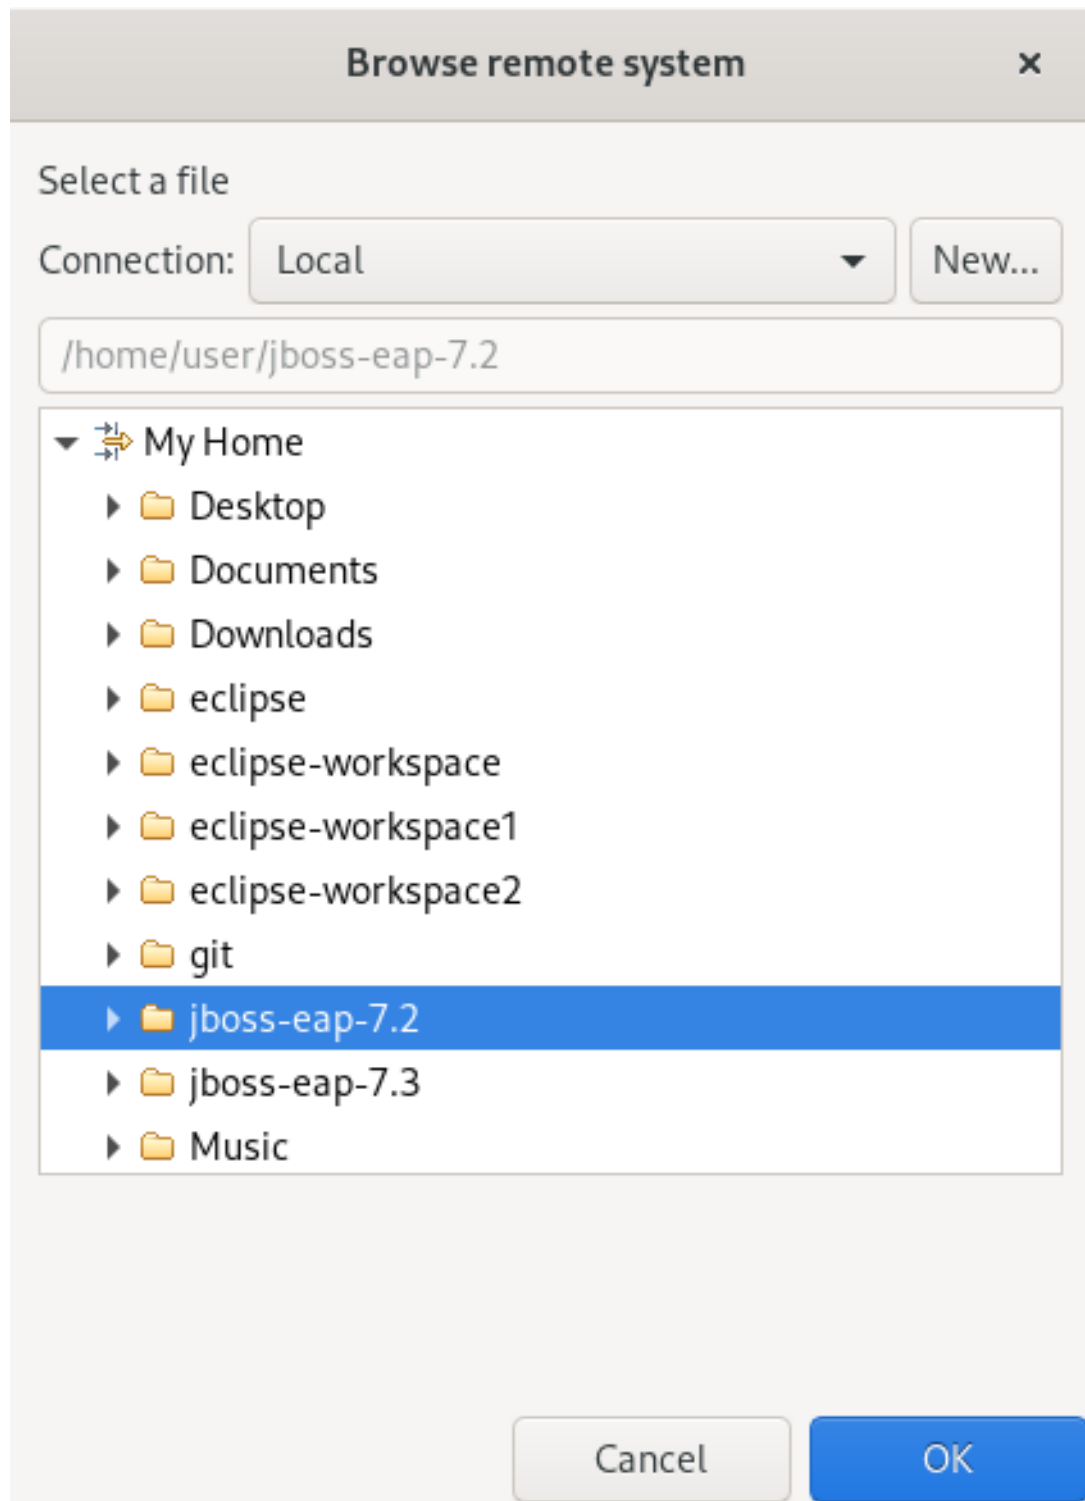 Browse remote system
Select a file
Connection: Local New...
/home/user/jboss-eap-7.2
My Home
Desktop
Documents
Downloads
eclipse
eclipse-workspace
eclipse-workspace1
eclipse-workspace2
git
jboss-eap-7.2
jboss-eap-7.3
Music
Cancel OK